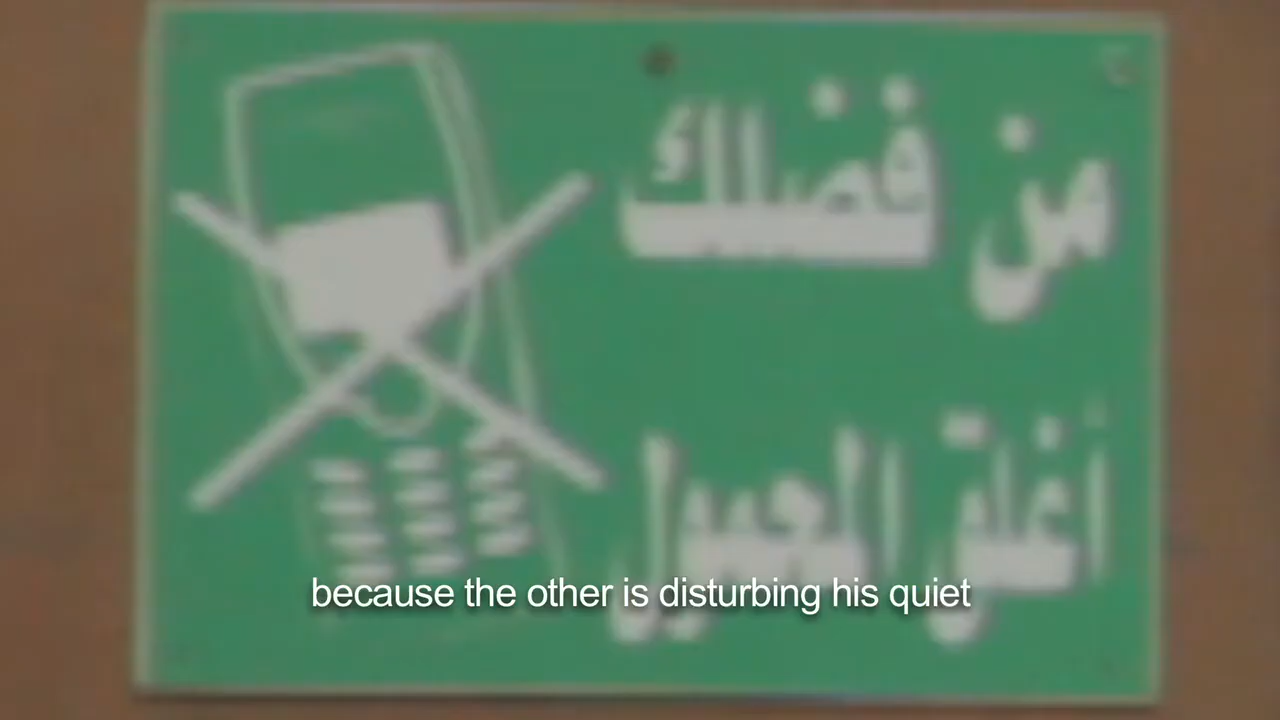 من فضلك
أغلق المحمول
because the other is disturbing his quiet